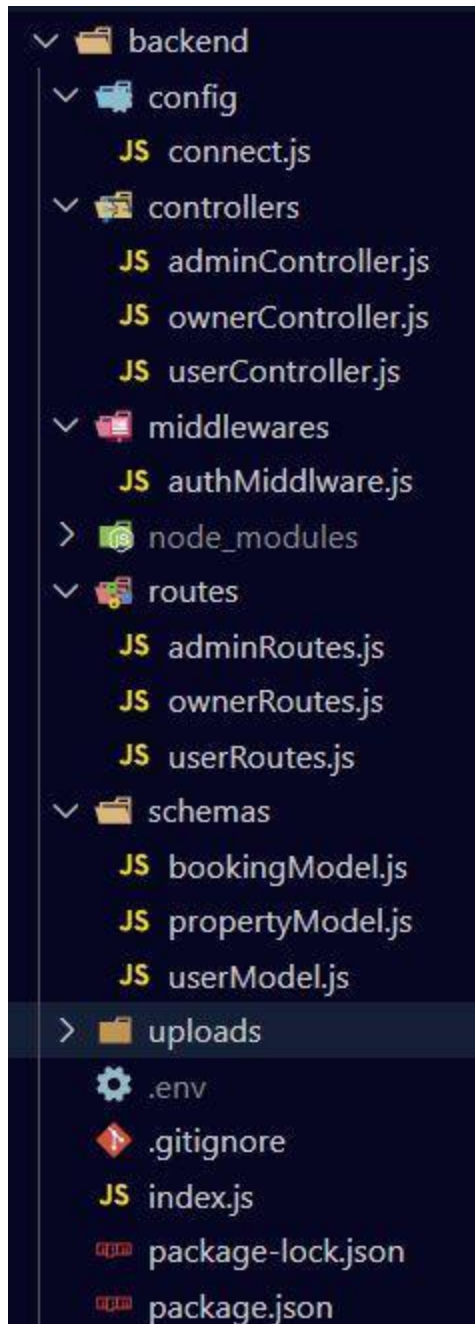 backend
config
JS connect.js
controllers
JS adminController.js
JS ownerController.js
JS userController.js
middlewares
JS authMiddlware.js
node_modules
routes
JS adminRoutes.js
JS ownerRoutes.js
JS userRoutes.js
schemas
JS bookingModel.js
JS propertyModel.js
JS userModel.js
uploads
.env
.gitignore
JS index.js
package-lock.json
package.json